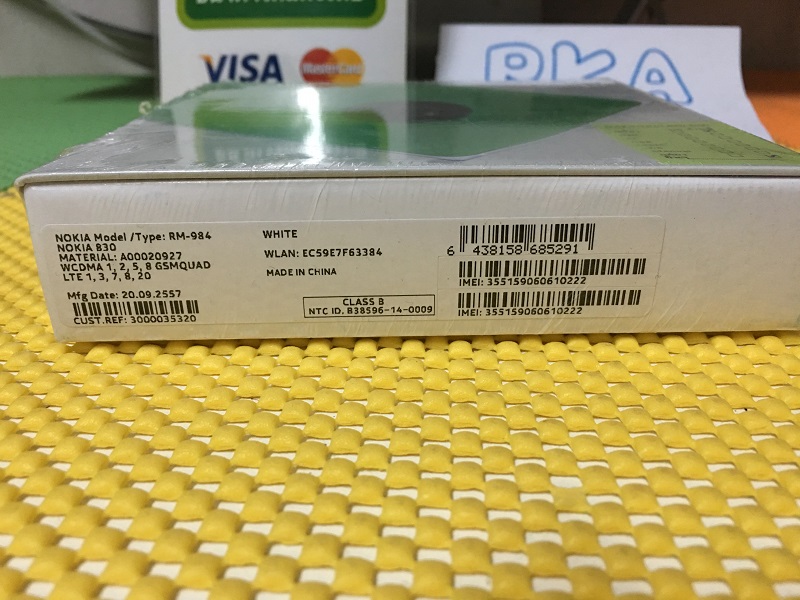 VISA
MasterCard
PKA
NOKIA Model /Type: RM-984
NOKIA 830
MATERIAL: A00020927
WCDMA 1, 2, 5, 8 GSMQUAD
LTE 1, 3, 7, 8, 20
Mfg Date: 20.09.2557
CUST.REF: 3000035320
WHITE
WLAN: EC59E7F63384
MADE IN CHINA
CLASS B
NTC ID. B38596-14-0009
6 438158 685291
IMEI: 355159060610222
IMEI: 355159060610222